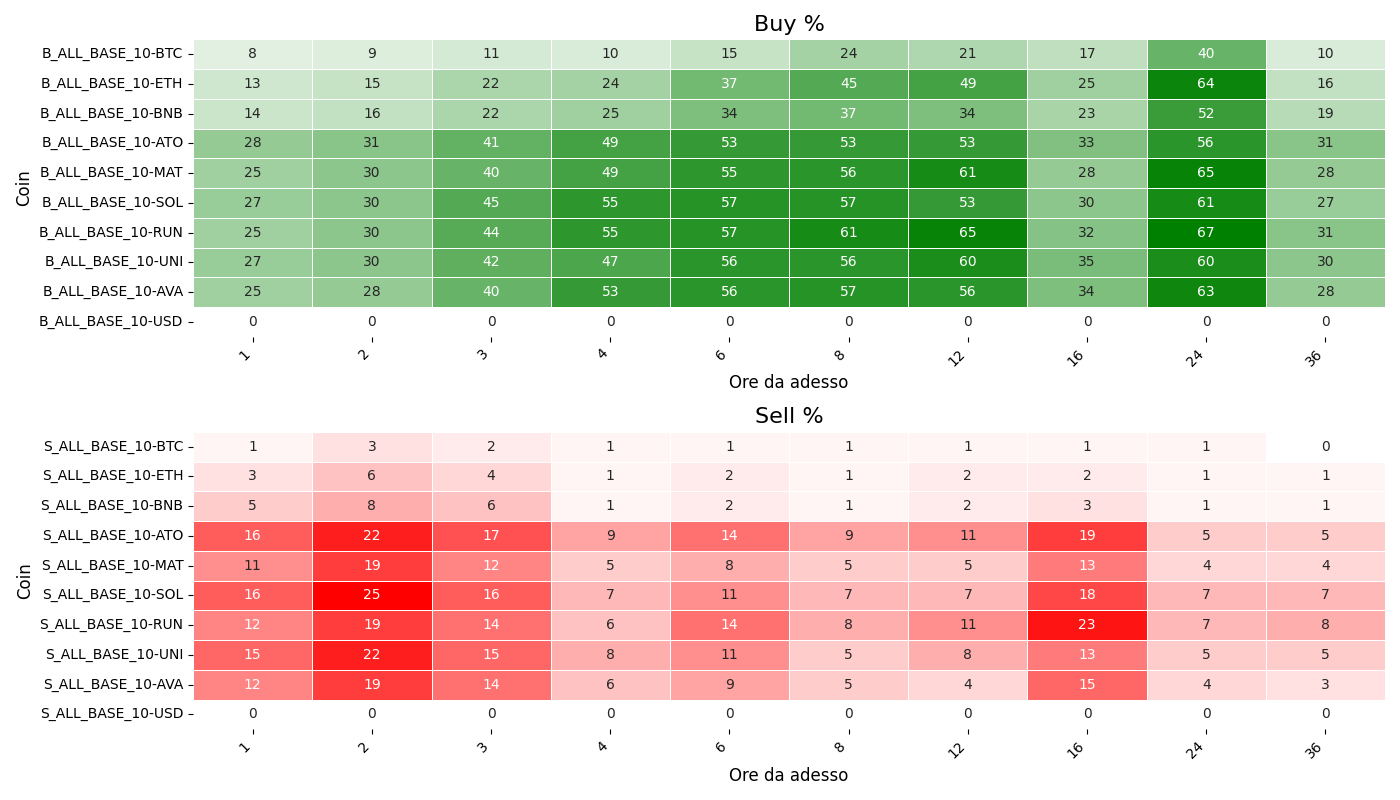 Buy %
Coin
B_ALL_BASE_10-BTC 8 9 11 10 15 24 21 17 40 10
B_ALL_BASE_10-ETH 13 15 22 24 37 45 49 25 64 16
B_ALL_BASE_10-BNB 14 16 22 25 34 37 34 23 52 19
B_ALL_BASE_10-ATO 28 31 41 49 53 53 53 33 56 31
B_ALL_BASE_10-MAT 25 30 40 49 55 56 61 28 65 28
B_ALL_BASE_10-SOL 27 30 45 55 57 57 53 30 61 27
B_ALL_BASE_10-RUN 25 30 44 55 57 61 65 32 67 31
B_ALL_BASE_10-UNI 27 30 42 47 56 56 60 35 60 30
B_ALL_BASE_10-AVA 25 28 40 53 56 57 56 34 63 28
B_ALL_BASE_10-USD 0 0 0 0 0 0 0 0 0 0
1 2 3 4 6 8 12 16 24 36
Ore da adesso
Sell %
Coin
S_ALL_BASE_10-BTC 1 3 2 1 1 1 1 1 1 0
S_ALL_BASE_10-ETH 3 6 4 1 2 1 2 2 1 1
S_ALL_BASE_10-BNB 5 8 6 1 2 1 2 3 1 1
S_ALL_BASE_10-ATO 16 22 17 9 14 9 11 19 5 5
S_ALL_BASE_10-MAT 11 19 12 5 8 5 5 13 4 4
S_ALL_BASE_10-SOL 16 25 16 7 11 7 7 18 7 7
S_ALL_BASE_10-RUN 12 19 14 6 14 8 11 23 7 8
S_ALL_BASE_10-UNI 15 22 15 8 11 5 8 13 5 5
S_ALL_BASE_10-AVA 12 19 14 6 9 5 4 15 4 3
S_ALL_BASE_10-USD 0 0 0 0 0 0 0 0 0 0
1 2 3 4 6 8 12 16 24 36
Ore da adesso